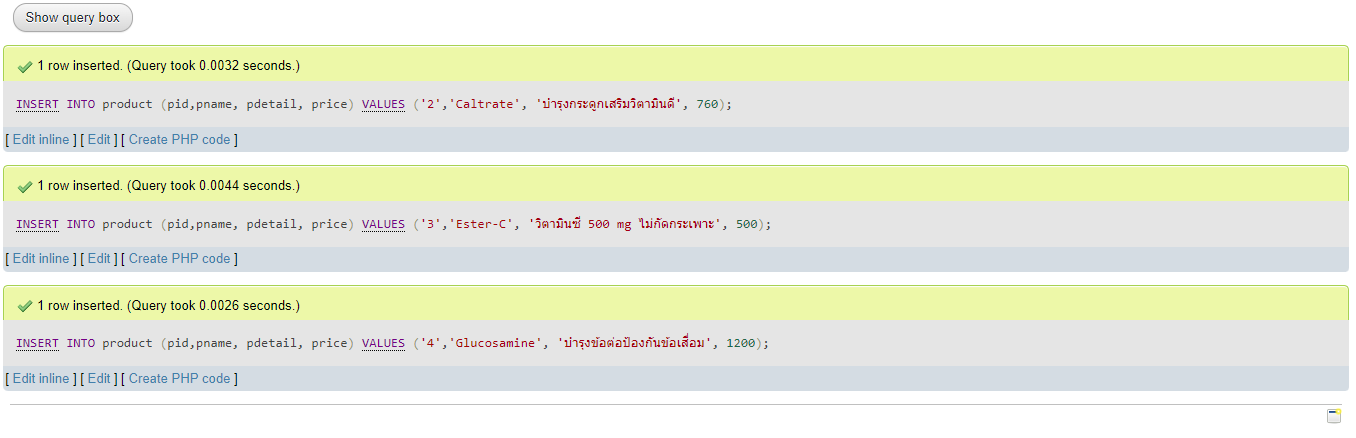 Show query box
1 row inserted. (Query took 0.0032 seconds.)
INSERT INTO product (pid,pname, pdetail, price) VALUES ('2','Caltrate', 'บำรุงกระดูกเสริมวิตามินดี', 760);
[ Edit inline ] [ Edit ] [ Create PHP code ]
1 row inserted. (Query took 0.0044 seconds.)
INSERT INTO product (pid,pname, pdetail, price) VALUES ('3','Ester-C', 'วิตามินซี 500 mg ไม่กัดกระเพาะ', 500);
[ Edit inline ] [ Edit ] [ Create PHP code ]
1 row inserted. (Query took 0.0026 seconds.)
INSERT INTO product (pid,pname, pdetail, price) VALUES ('4','Glucosamine', 'บำรุงข้อต่อป้องกันข้อเสื่อม', 1200);
[ Edit inline ] [ Edit ] [ Create PHP code ]